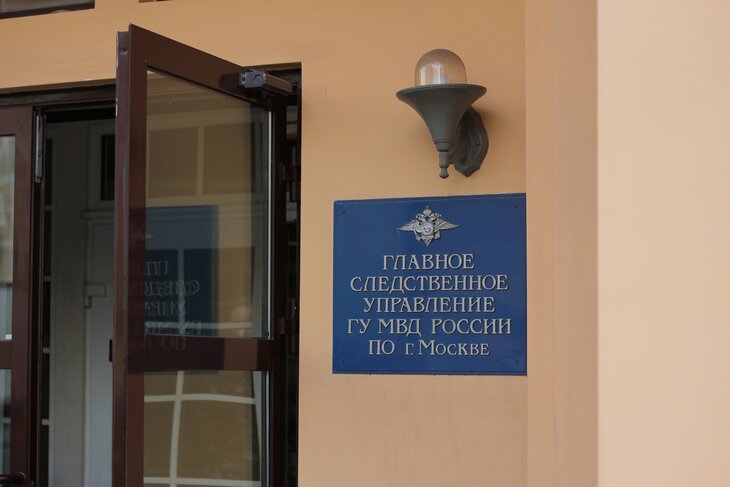 ГЛАВНОЕ
СЛЕДСТВЕННОЕ
УПРАВЛЕНИЕ
ГУ МВД РОССИИ
ПО г. МОСКВЕ